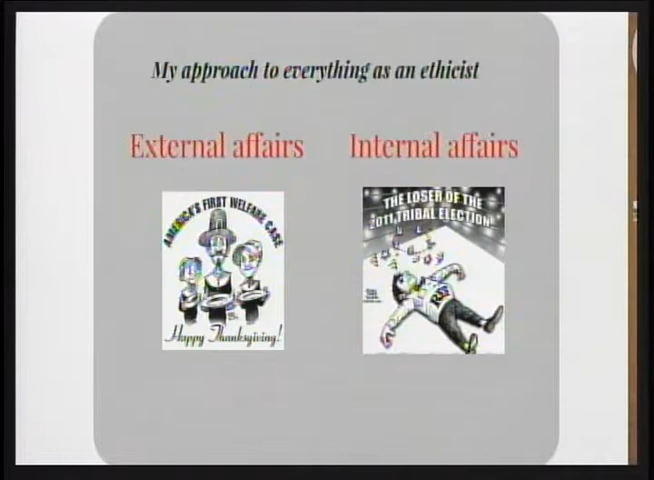 My approach to everything as an ethicist
External affairs
Internal affairs
AMERICA'S FIRST WELFARE CASE
Happy Thanksgiving!
THE LOSER OF THE
2011 TRIBAL ELECTION